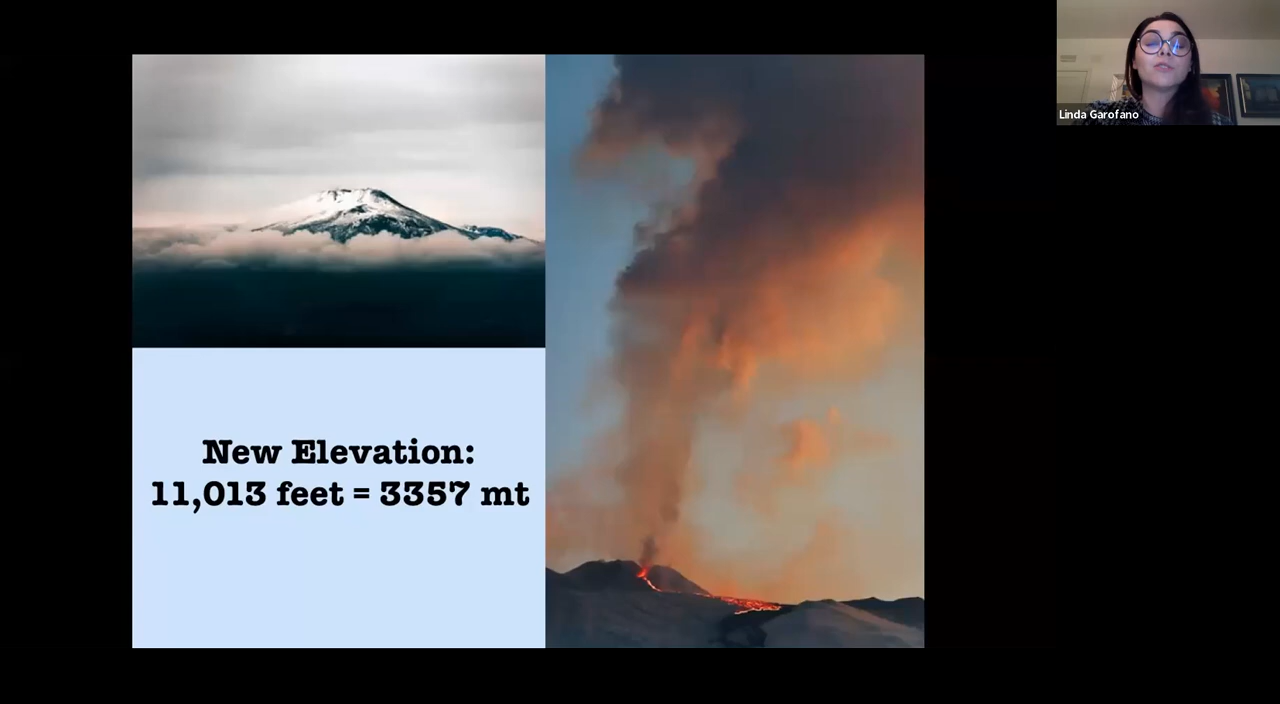 Linda Garofano
New Elevation:
11,013 feet = 3357 mt